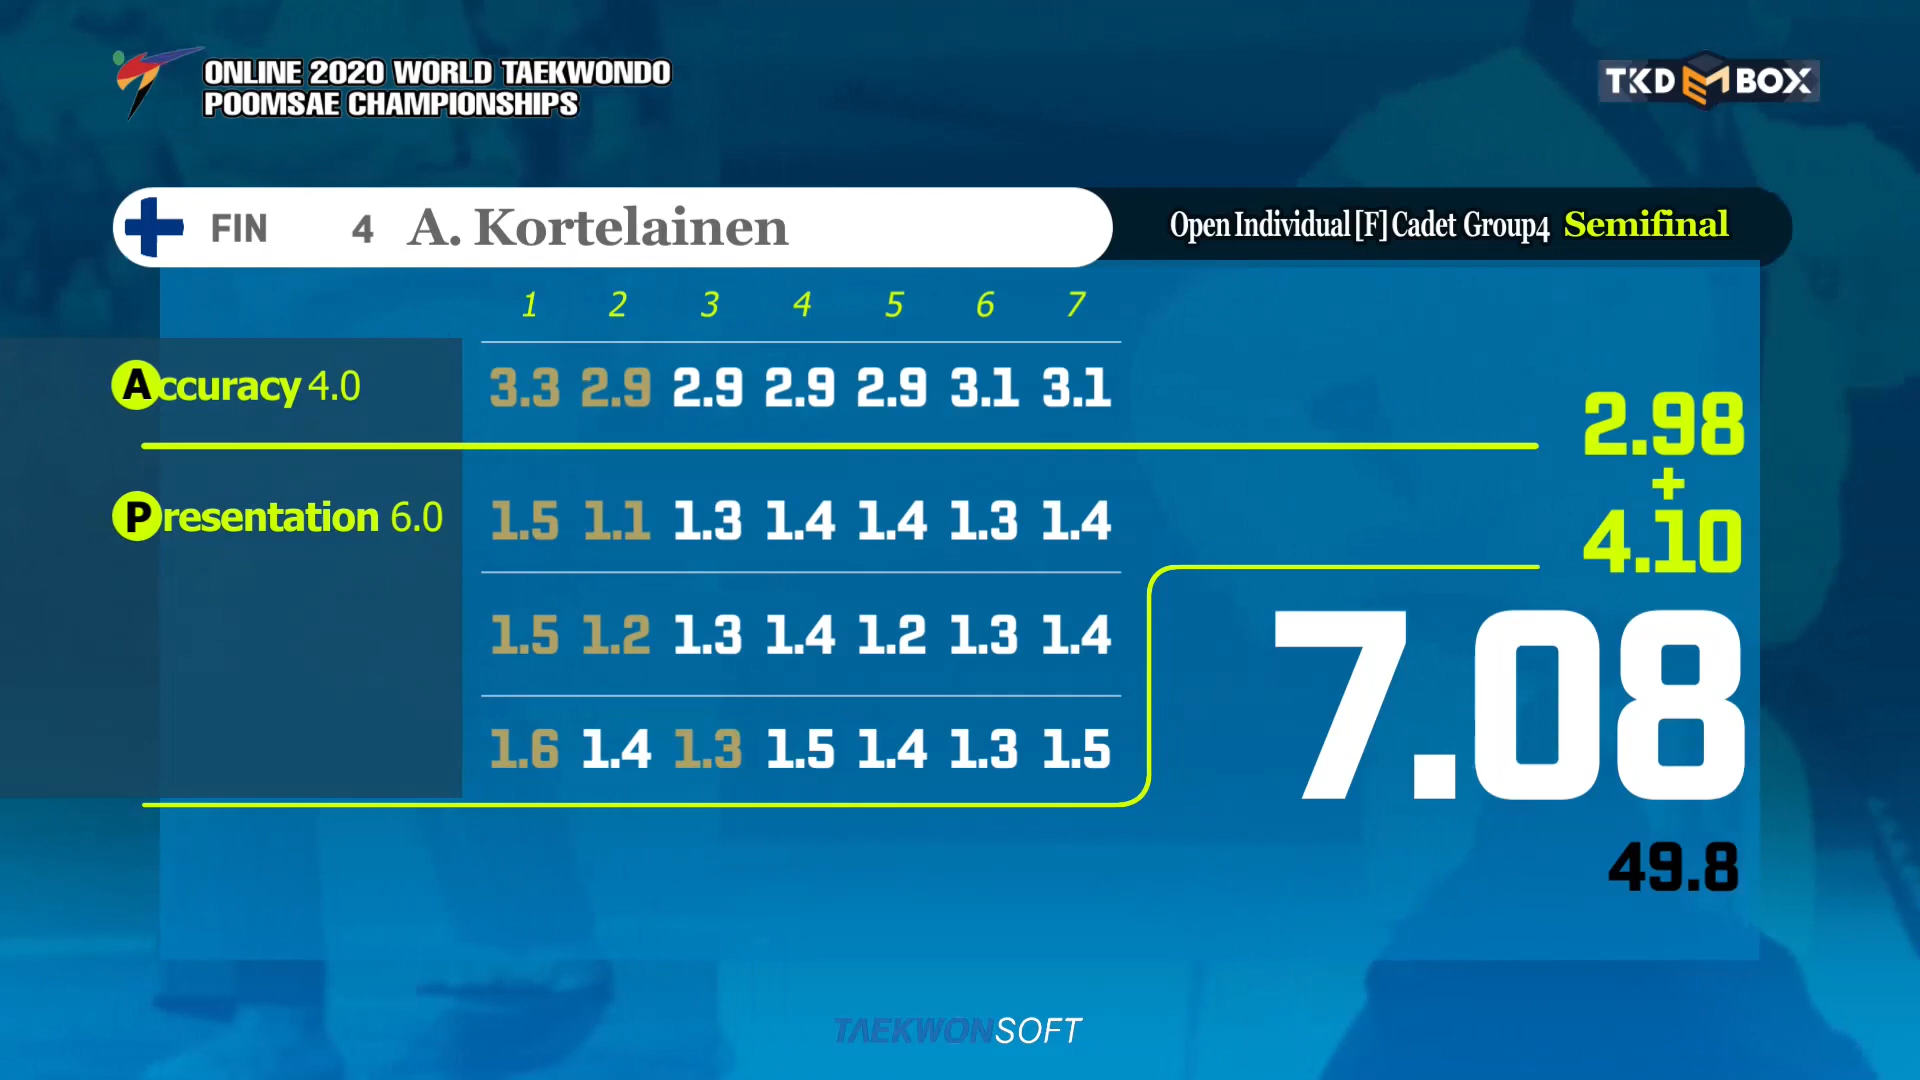 ONLINE 2020 WORLD TAEKWONDO
POOMSAE CHAMPIONSHIPS
TKD BOX
FIN 4 A. Kortelainen
Open Individual [F] Cadet Group4 Semifinal
1 2 3 4 5 6 7
Accuracy 4.0 3.3 2.9 2.9 2.9 2.9 3.1 3.1
2.98
+
Presentation 6.0 1.5 1.1 1.3 1.4 1.4 1.3 1.4
4.10
1.5 1.2 1.3 1.4 1.2 1.3 1.4
7.08
1.6 1.4 1.3 1.5 1.4 1.3 1.5
49.8
TAEKWONSOFT